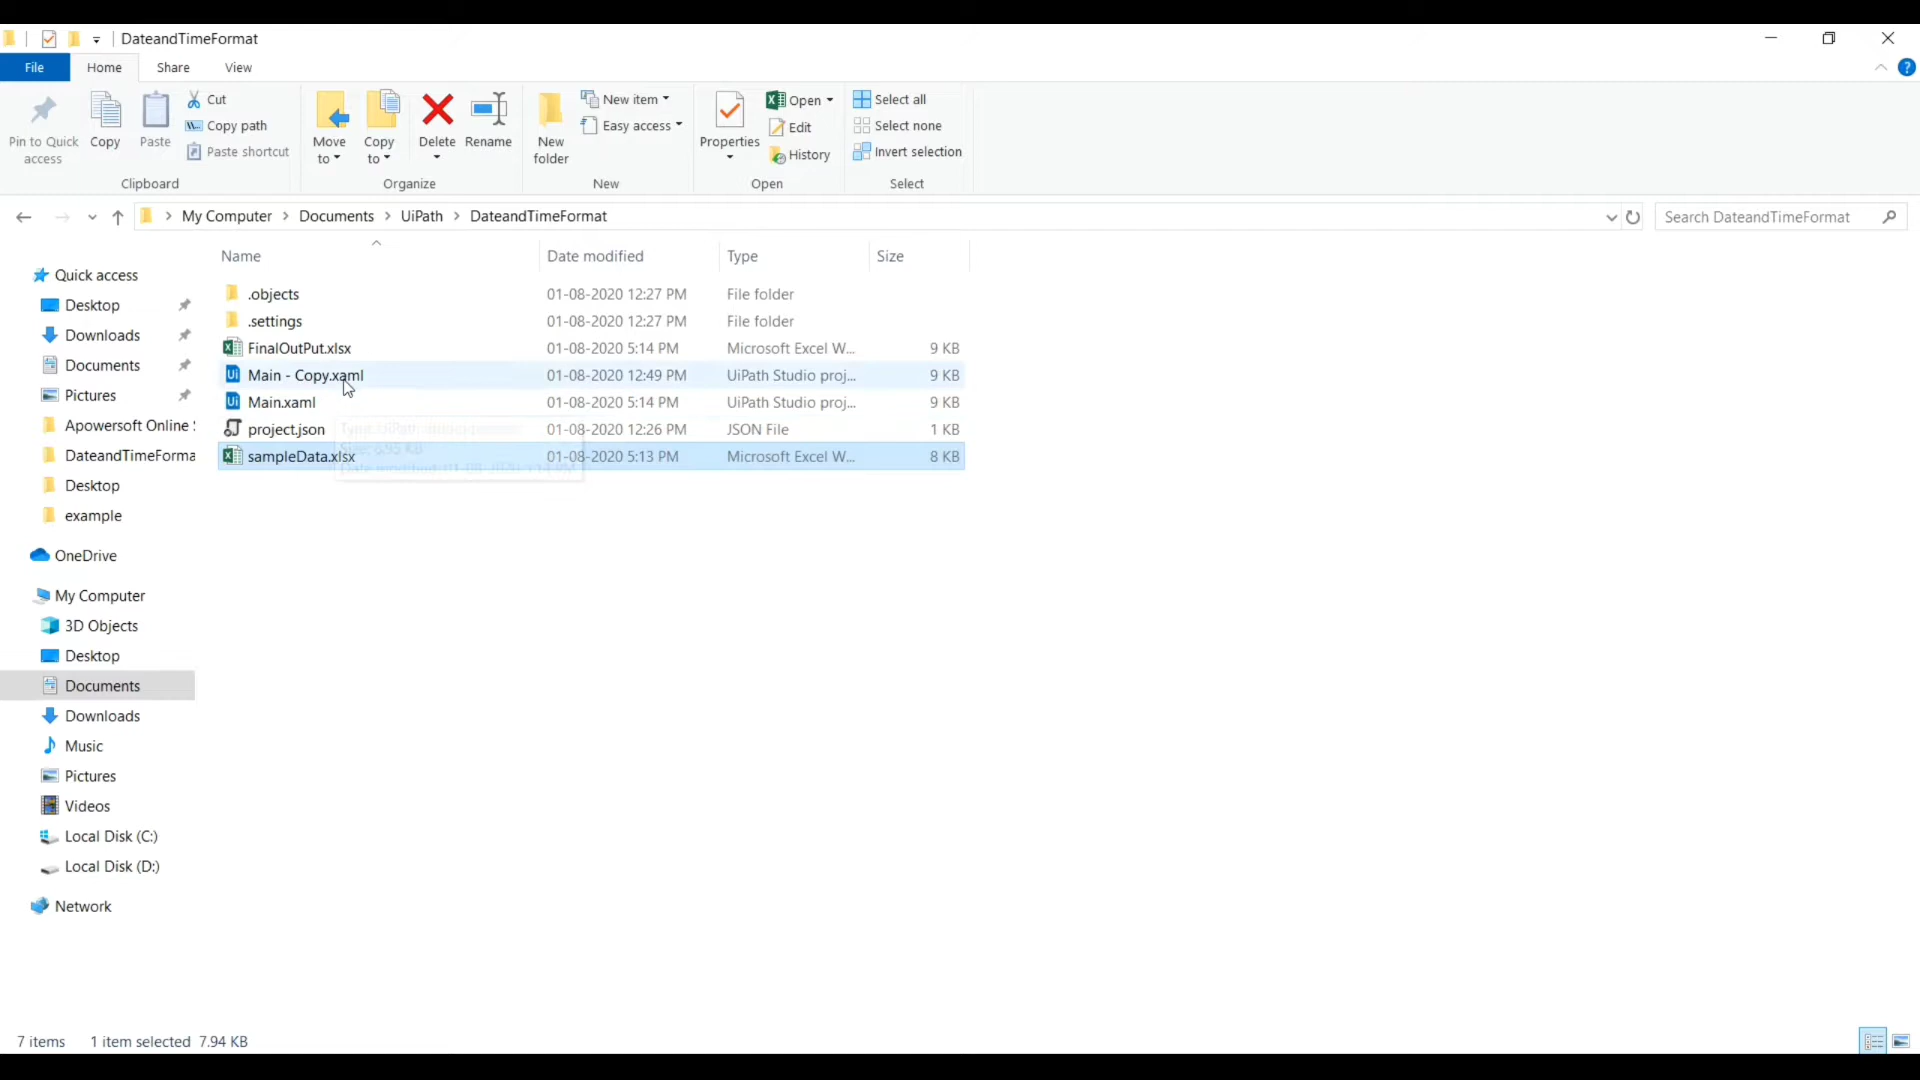 DateandTimeFormat
File Home Share View
Pin to Quick access
Copy
Paste
Cut
Copy path
Paste shortcut
Clipboard
Move to
Copy to
Delete
Rename
Organize
New folder
New item
Easy access
New
Properties
Open
Edit
History
Open
Select all
Select none
Invert selection
Select
My Computer > Documents > UiPath > DateandTimeFormat
Search DateandTimeFormat
Name Date modified Type Size
.objects 01-08-2020 12:27 PM File folder
.settings 01-08-2020 12:27 PM File folder
FinalOutPut.xlsx 01-08-2020 5:14 PM Microsoft Excel W... 9 KB
Main - Copy.xaml 01-08-2020 12:49 PM UiPath Studio proj... 9 KB
Main.xaml 01-08-2020 5:14 PM UiPath Studio proj... 9 KB
project.json 01-08-2020 12:26 PM JSON File 1 KB
sampleData.xlsx 01-08-2020 5:13 PM Microsoft Excel W... 8 KB
Quick access
Desktop
Downloads
Documents
Pictures
Apowersoft Online
DateandTimeForma
Desktop
example
OneDrive
My Computer
3D Objects
Desktop
Documents
Downloads
Music
Pictures
Videos
Local Disk (C:)
Local Disk (D:)
Network
7 items 1 item selected 7.94 KB